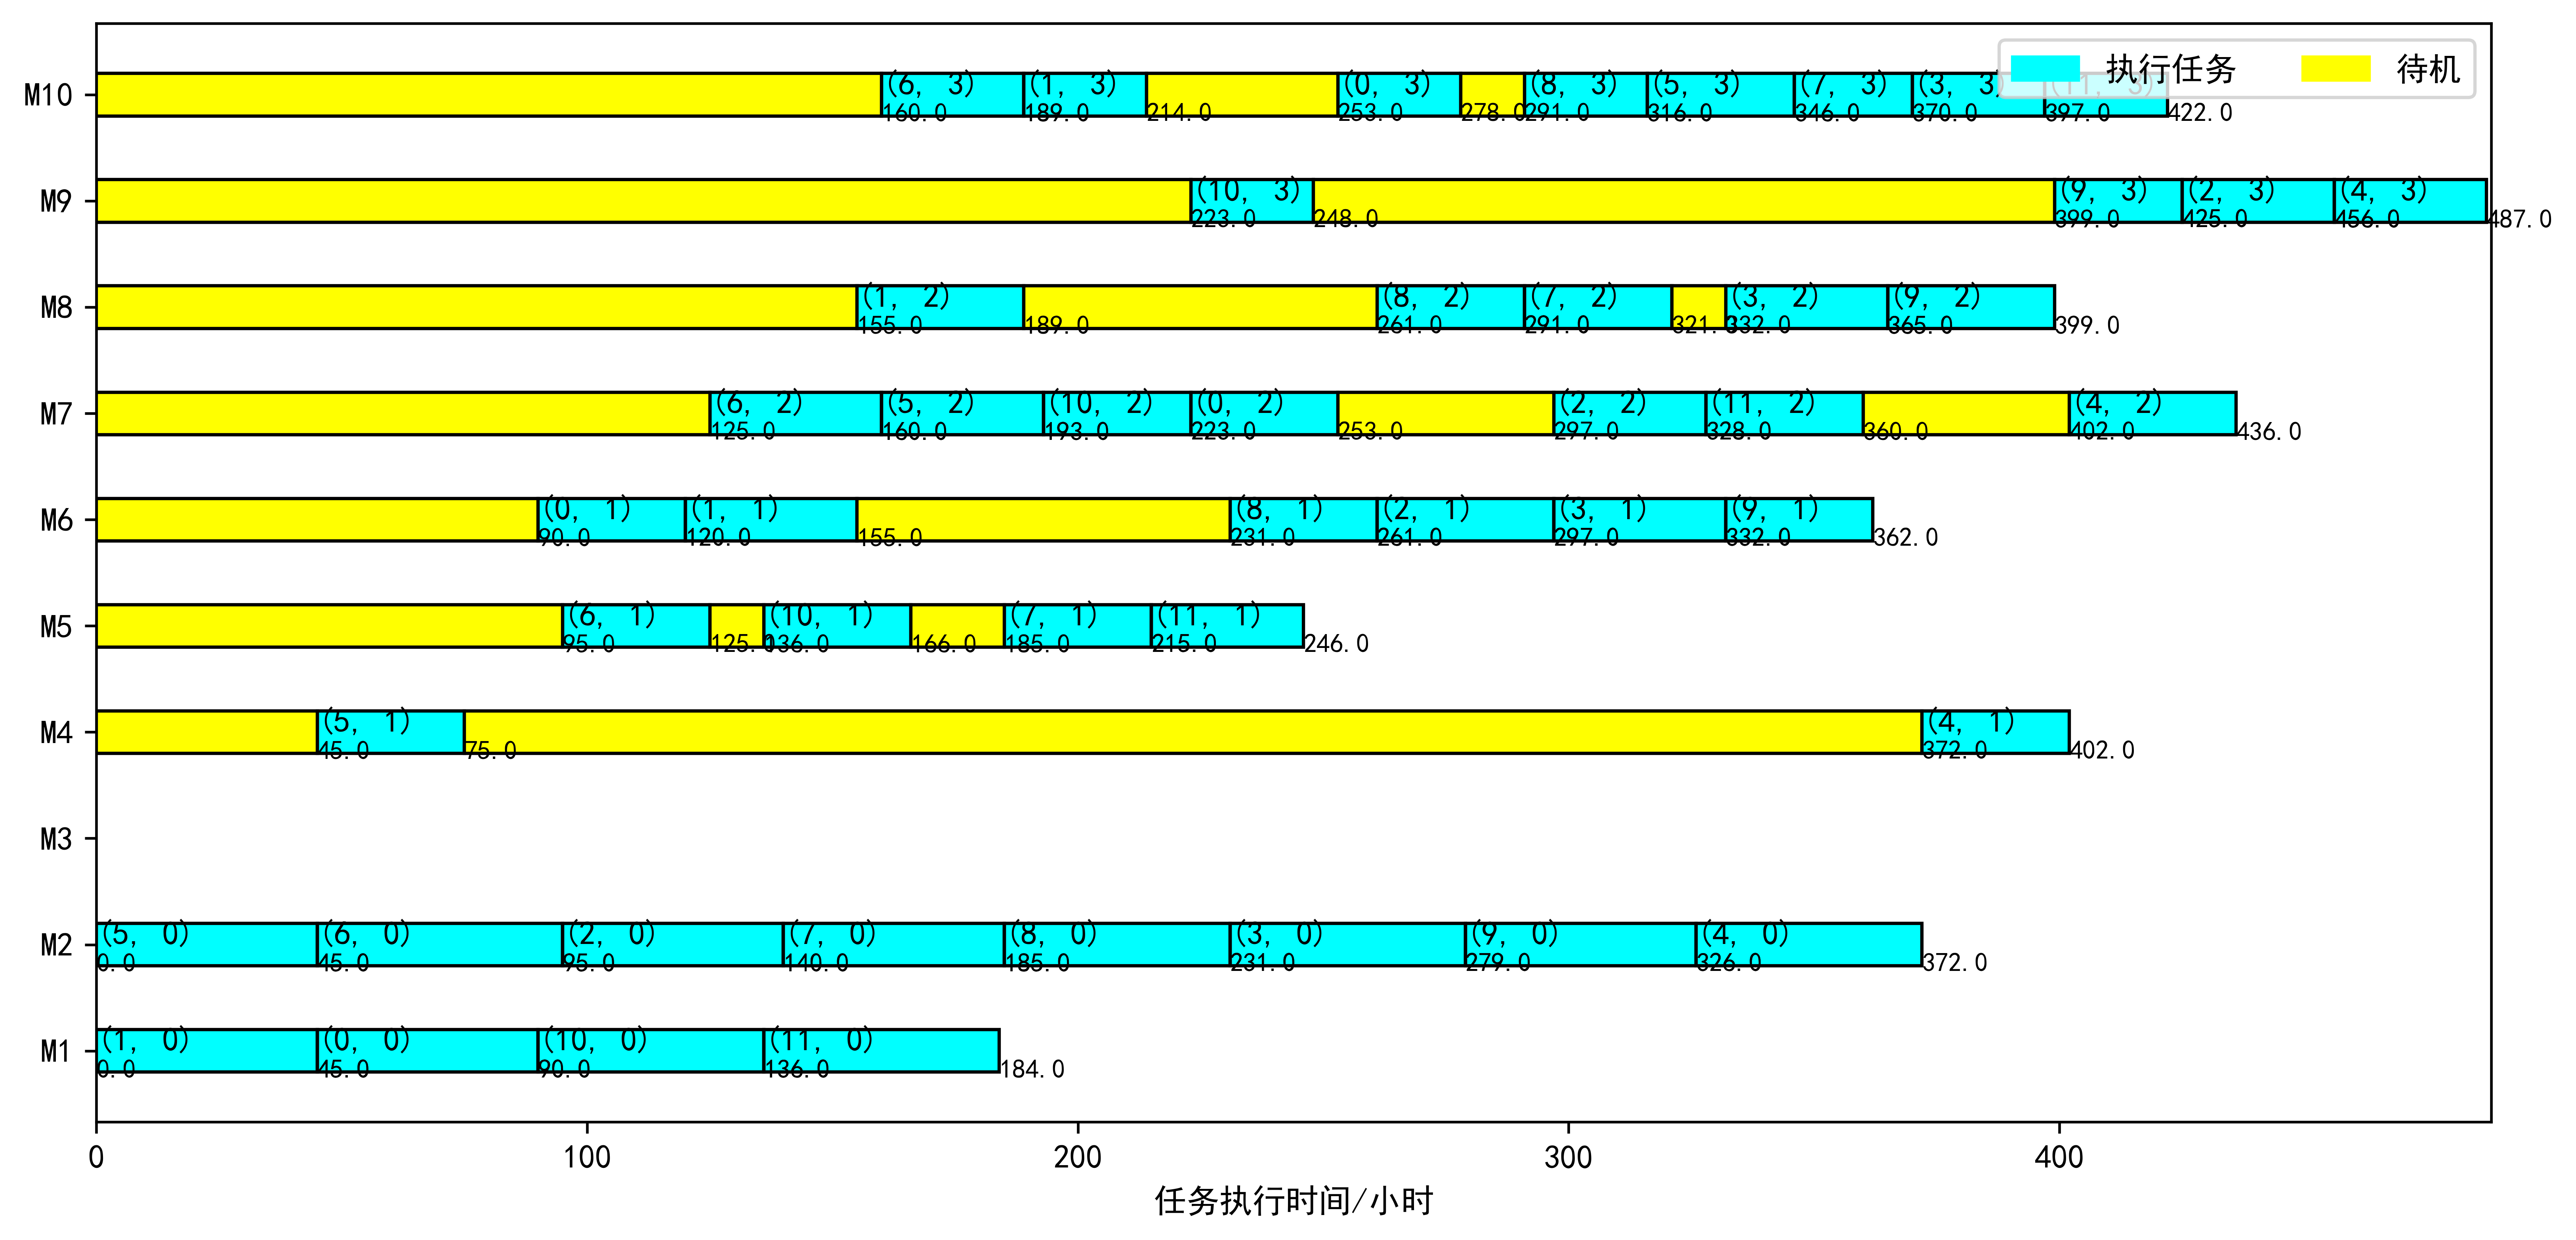 执行任务 待机
M10 (6, 3) (1, 3) (0, 3) (8, 3) (5, 3) (7, 3) (3, 3) (11, 3)
160.0 189.0 214.0 253.0 278.0 291.0 316.0 346.0 370.0 397.0 422.0
M9 (10, 3) (9, 3) (2, 3) (4, 3)
223.0 248.0 399.0 425.0 456.0 487.0
M8 (1, 2) (8, 2) (7, 2) (3, 2) (9, 2)
155.0 189.0 261.0 291.0 321.0 332.0 365.0 399.0
M7 (6, 2) (5, 2) (10, 2) (0, 2) (2, 2) (11, 2) (4, 2)
125.0 160.0 193.0 223.0 253.0 297.0 328.0 360.0 402.0 436.0
M6 (0, 1) (1, 1) (8, 1) (2, 1) (3, 1) (9, 1)
90.0 120.0 155.0 231.0 261.0 297.0 332.0 362.0
M5 (6, 1) (10, 1) (7, 1) (11, 1)
95.0 125.0 136.0 166.0 185.0 215.0 246.0
M4 (5, 1) (4, 1)
45.0 75.0 372.0 402.0
M3
M2 (5, 0) (6, 0) (2, 0) (7, 0) (8, 0) (3, 0) (9, 0) (4, 0)
0.0 45.0 95.0 140.0 185.0 231.0 279.0 326.0 372.0
M1 (1, 0) (0, 0) (10, 0) (11, 0)
0.0 45.0 90.0 136.0 184.0
0 100 200 300 400
任务执行时间/小时